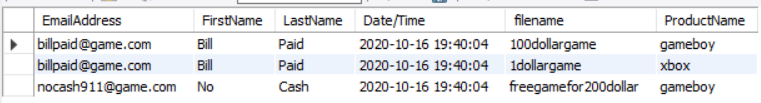 EmailAddress FirstName LastName Date/Time filename ProductName
billpaid@game.com Bill Paid 2020-10-16 19:40:04 100dollargame gameboy
billpaid@game.com Bill Paid 2020-10-16 19:40:04 1dollargame xbox
nocash911@game.com No Cash 2020-10-16 19:40:04 freegamefor200dollar gameboy